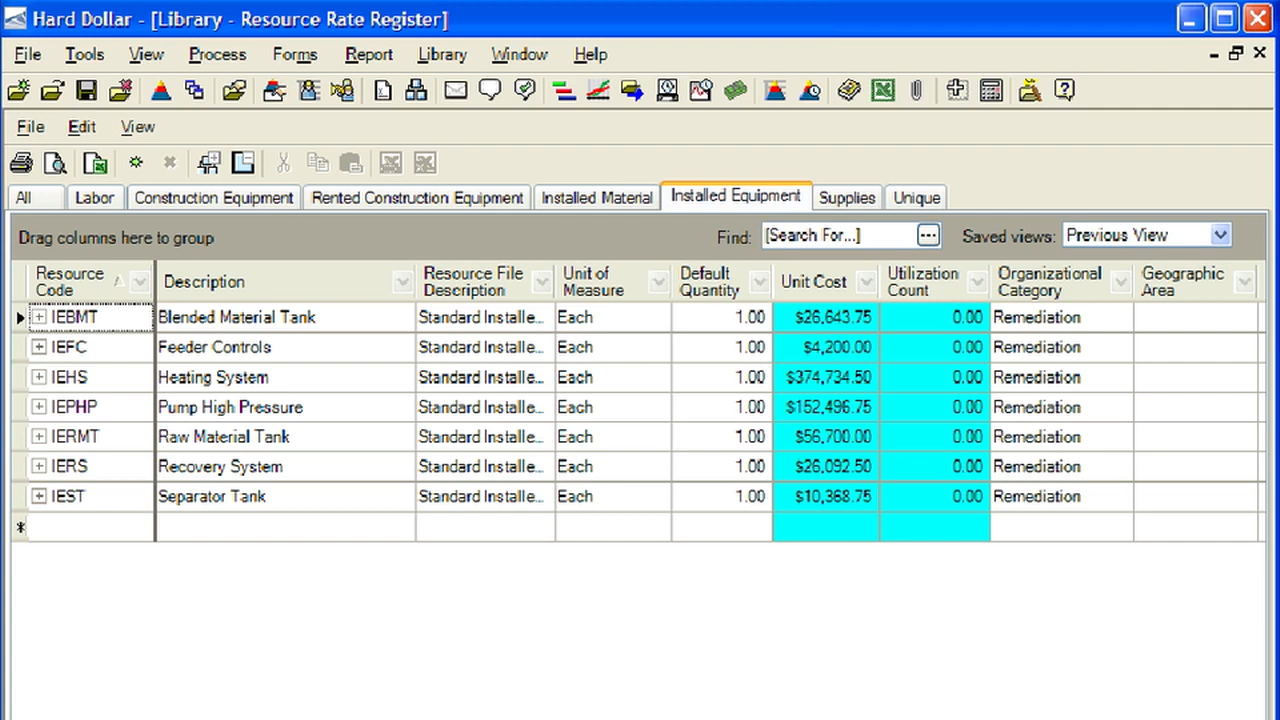 Hard Dollar - [Library - Resource Rate Register]
File Tools View Process Forms Report Library Window Help
File Edit View
All Labor Construction Equipment Rented Construction Equipment Installed Material Installed Equipment Supplies Unique
Drag columns here to group Find: [Search For...] Saved views: Previous View
Resource Code Description Resource File Description Unit of Measure Default Quantity Unit Cost Utilization Count Organizational Category Geographic Area
IEBMT Blended Material Tank Standard Installe... Each 1.00 $26,643.75 0.00 Remediation
IEFC Feeder Controls Standard Installe... Each 1.00 $4,200.00 0.00 Remediation
IEHS Heating System Standard Installe... Each 1.00 $374,734.50 0.00 Remediation
IEPHP Pump High Pressure Standard Installe... Each 1.00 $152,496.75 0.00 Remediation
IERMT Raw Material Tank Standard Installe... Each 1.00 $56,700.00 0.00 Remediation
IERS Recovery System Standard Installe... Each 1.00 $26,092.50 0.00 Remediation
IEST Separator Tank Standard Installe... Each 1.00 $10,368.75 0.00 Remediation